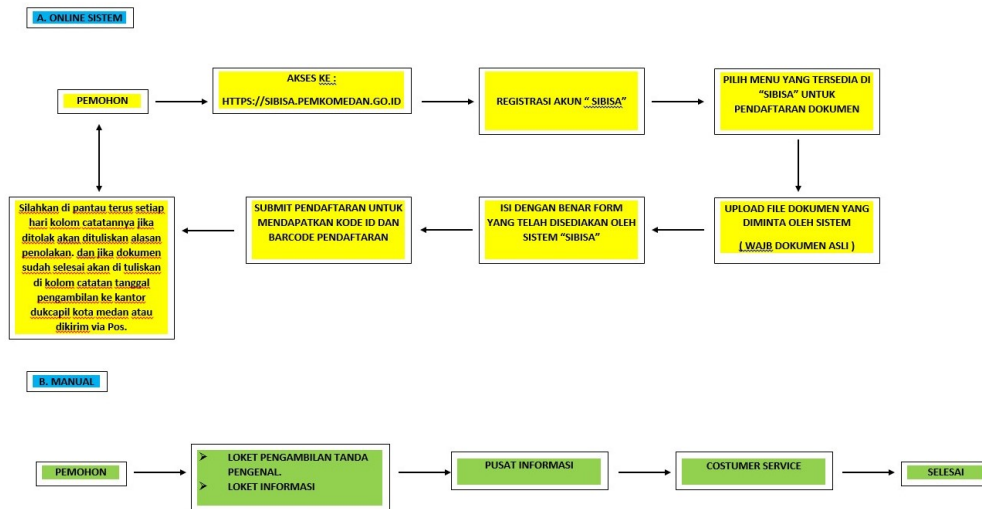 A. ONLINE SISTEM
PEMOHON
AKSES KE :
HTTPS://SIBISA.PEMKOMEDAN.GO.ID
REGISTRASI AKUN “ SIBISA”
PILIH MENU YANG TERSEDIA DI
“SIBISA” UNTUK
PENDAFTARAN DOKUMEN
UPLOAD FILE DOKUMEN YANG
DIMINTA OLEH SISTEM
( WAJB DOKUMEN ASLI )
ISI DENGAN BENAR FORM
YANG TELAH DISEDIAKAN OLEH
SISTEM “SIBISA”
SUBMIT PENDAFTARAN UNTUK
MENDAPATKAN KODE ID DAN
BARCODE PENDAFTARAN
Silahkan di pantau terus setiap
hari kolom catatannya jika
ditolak akan dituliskan alasan
penolakan. dan jika dokumen
sudah selesai akan di tuliskan
di kolom catatan tanggal
pengambilan ke kantor
dukcapil kota medan atau
dikirim via Pos.
B. MANUAL
PEMOHON
LOKET PENGAMBILAN TANDA
PENGENAL.
LOKET INFORMASI
PUSAT INFORMASI
COSTUMER SERVICE
SELESAI